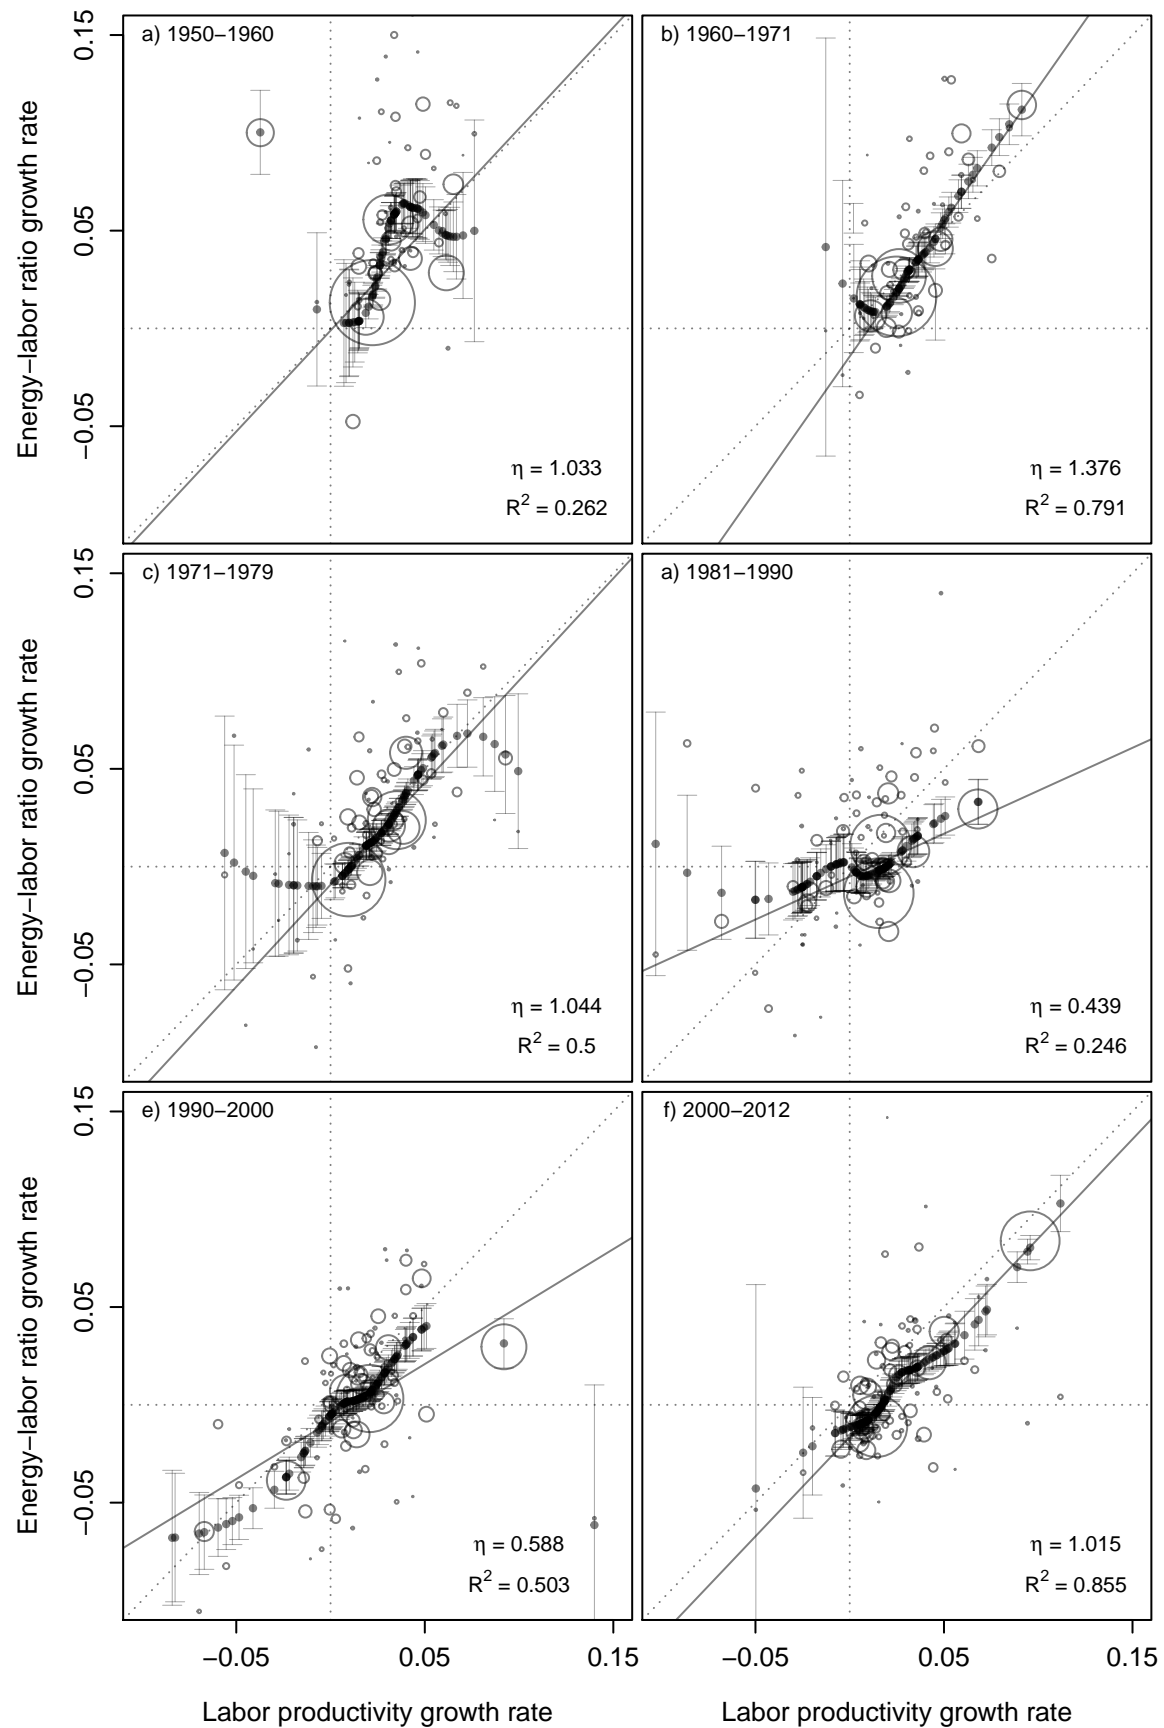 a) 1950−1960
b) 1960−1971
0.15
0.05
−0.05
Energy−labor ratio growth rate
η = 1.033
R2 = 0.262
η = 1.376
R2 = 0.791
c) 1971−1979
a) 1981−1990
0.15
0.05
−0.05
Energy−labor ratio growth rate
η = 1.044
R2 = 0.5
η = 0.439
R2 = 0.246
e) 1990−2000
f) 2000−2012
0.15
0.05
−0.05
Energy−labor ratio growth rate
η = 0.588
R2 = 0.503
η = 1.015
R2 = 0.855
−0.05 0.05 0.15
−0.05 0.05 0.15
Labor productivity growth rate
Labor productivity growth rate